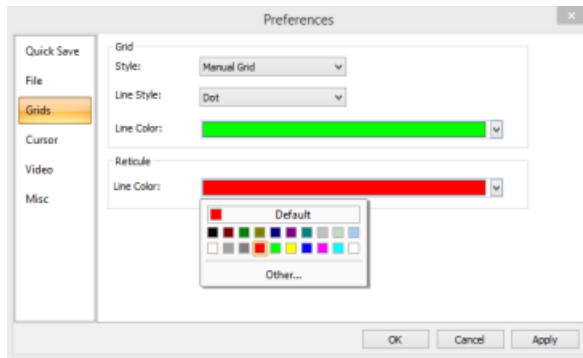 Preferences
Quick Save
File
Grids
Cursor
Video
Misc
Grid
Style: Manual Grid
Line Style: Dot
Line Color:
Reticule
Line Color:
Default
Other...
OK Cancel Apply